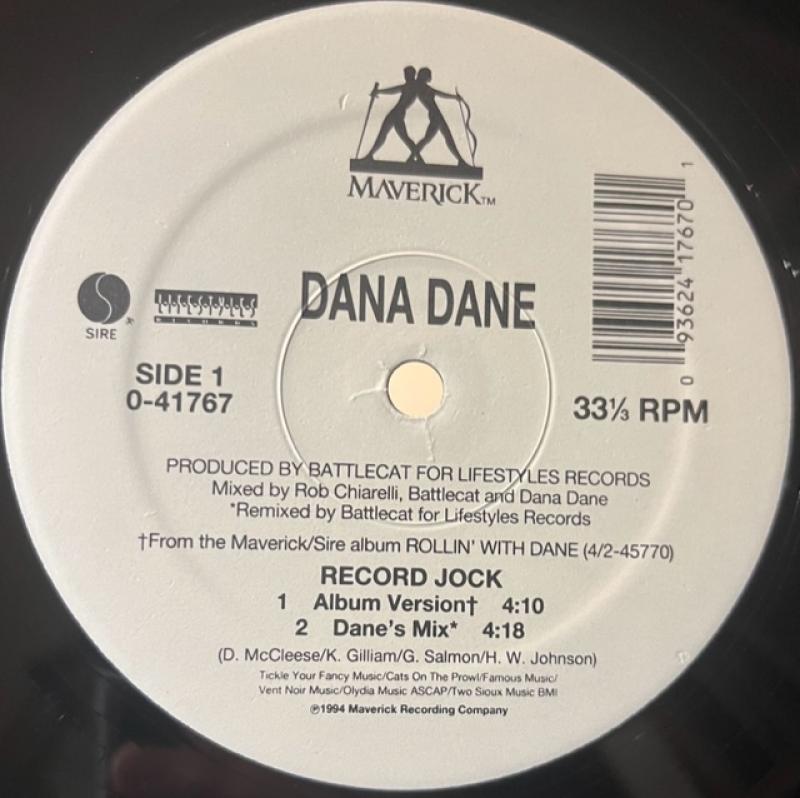 MAVERICK™
DANA DANE
SIRE
LIFESTYLES
RECORDS
SIDE 1
0-41767
0 93624 17670 1
33⅓ RPM
PRODUCED BY BATTLECAT FOR LIFESTYLES RECORDS
Mixed by Rob Chiarelli, Battlecat and Dana Dane
*Remixed by Battlecat for Lifestyles Records
†From the Maverick/Sire album ROLLIN' WITH DANE (4/2-45770)
RECORD JOCK
1 Album Version† 4:10
2 Dane's Mix* 4:18
(D. McCleese/K. Gilliam/G. Salmon/H. W. Johnson)
Tickle Your Fancy Music/Cats On The Prowl/Famous Music/
Vent Noir Music/Olydia Music ASCAP/Two Sioux Music BMI
℗1994 Maverick Recording Company